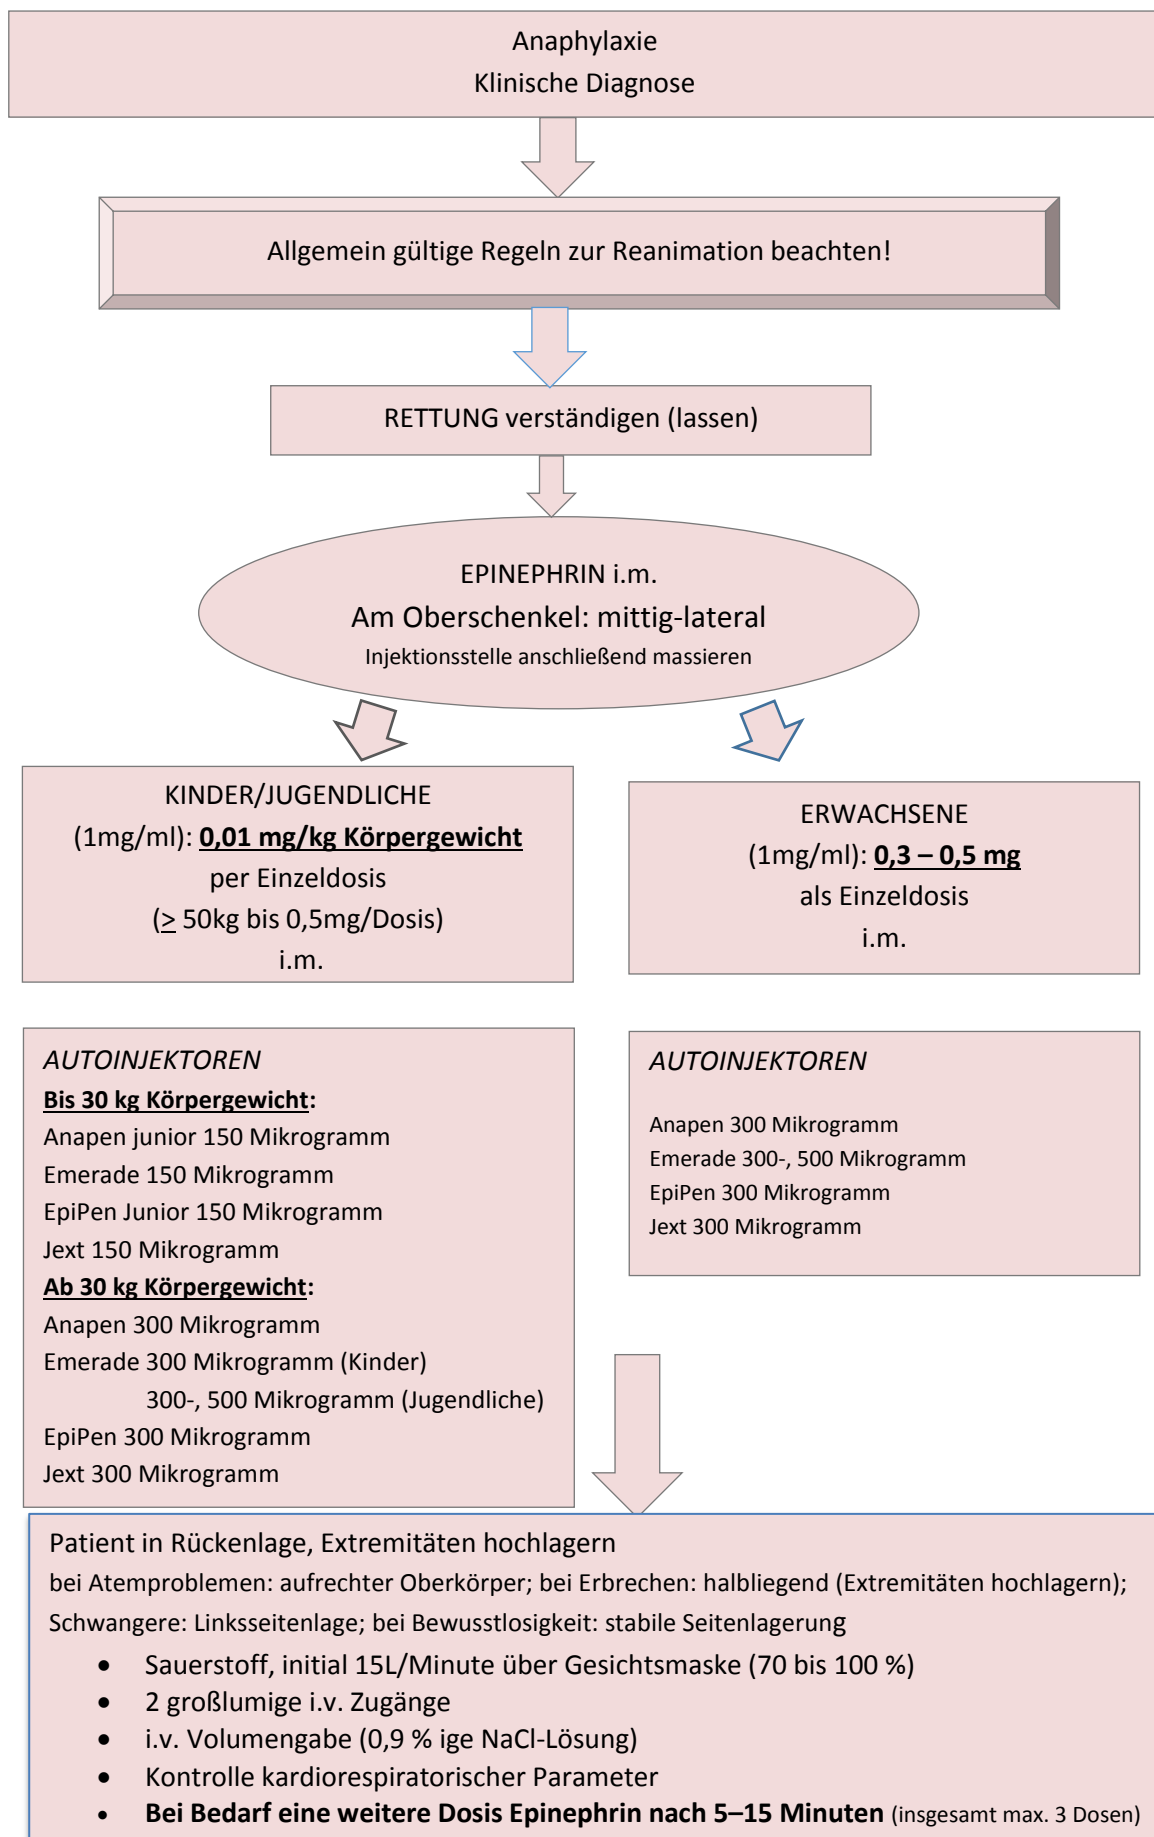 Anaphylaxie
Klinische Diagnose
Allgemein gültige Regeln zur Reanimation beachten!
RETTUNG verständigen (lassen)
EPINEPHRIN i.m.
Am Oberschenkel: mittig-lateral
Injektionsstelle anschließend massieren
KINDER/JUGENDLICHE
(1mg/ml): 0,01 mg/kg Körpergewicht
per Einzeldosis
(≥ 50kg bis 0,5mg/Dosis)
i.m.
ERWACHSENE
(1mg/ml): 0,3 – 0,5 mg
als Einzeldosis
i.m.
AUTOINJEKTOREN
Bis 30 kg Körpergewicht:
Anapen junior 150 Mikrogramm
Emerade 150 Mikrogramm
EpiPen Junior 150 Mikrogramm
Jext 150 Mikrogramm
Ab 30 kg Körpergewicht:
Anapen 300 Mikrogramm
Emerade 300 Mikrogramm (Kinder)
300-, 500 Mikrogramm (Jugendliche)
EpiPen 300 Mikrogramm
Jext 300 Mikrogramm
AUTOINJEKTOREN
Anapen 300 Mikrogramm
Emerade 300-, 500 Mikrogramm
EpiPen 300 Mikrogramm
Jext 300 Mikrogramm
Patient in Rückenlage, Extremitäten hochlagern
bei Atemproblemen: aufrechter Oberkörper; bei Erbrechen: halbliegend (Extremitäten hochlagern);
Schwangere: Linksseitenlage; bei Bewusstlosigkeit: stabile Seitenlagerung
• Sauerstoff, initial 15L/Minute über Gesichtsmaske (70 bis 100 %)
• 2 großlumige i.v. Zugänge
• i.v. Volumengabe (0,9 % ige NaCl-Lösung)
• Kontrolle kardiorespiratorischer Parameter
• Bei Bedarf eine weitere Dosis Epinephrin nach 5–15 Minuten (insgesamt max. 3 Dosen)